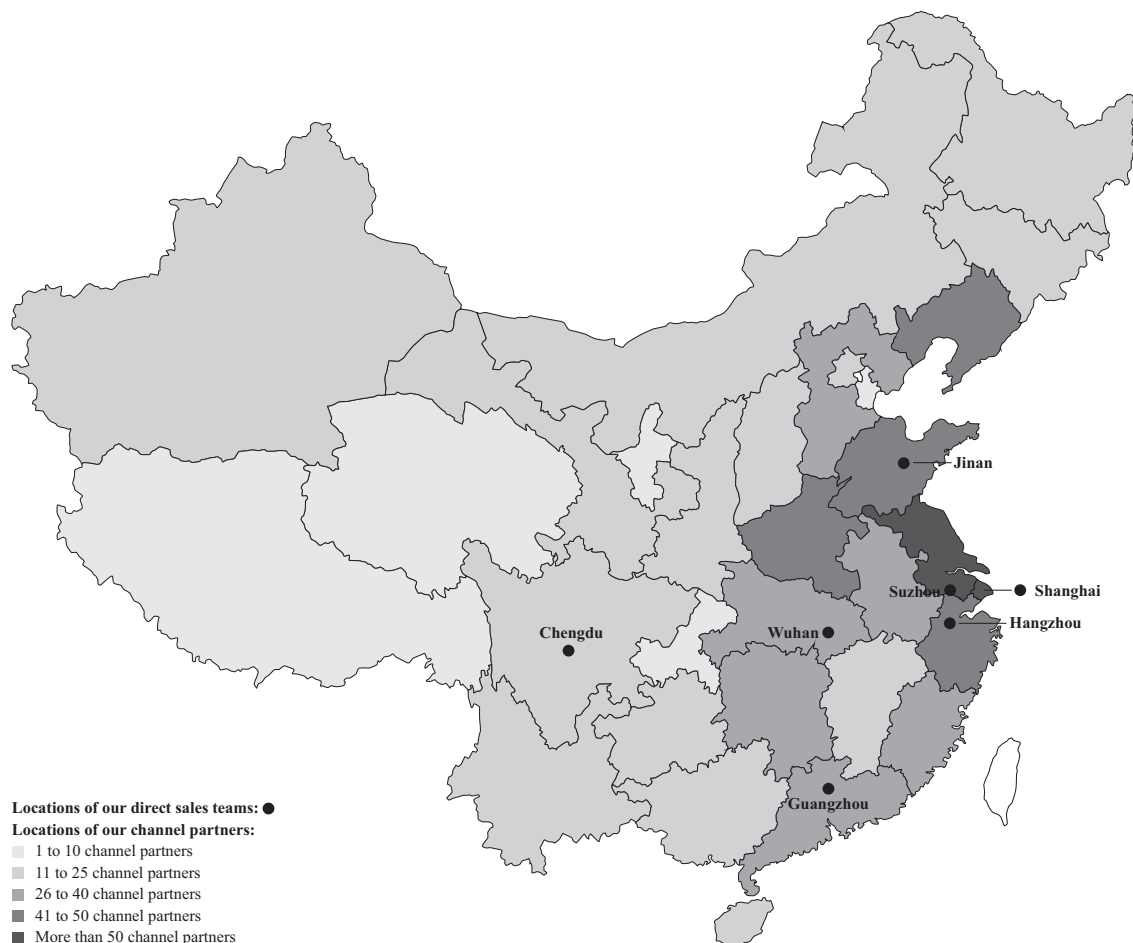 Jinan
Suzhou
Shanghai
Hangzhou
Chengdu
Wuhan
Guangzhou
Locations of our direct sales teams:
Locations of our channel partners:
1 to 10 channel partners
11 to 25 channel partners
26 to 40 channel partners
41 to 50 channel partners
More than 50 channel partners